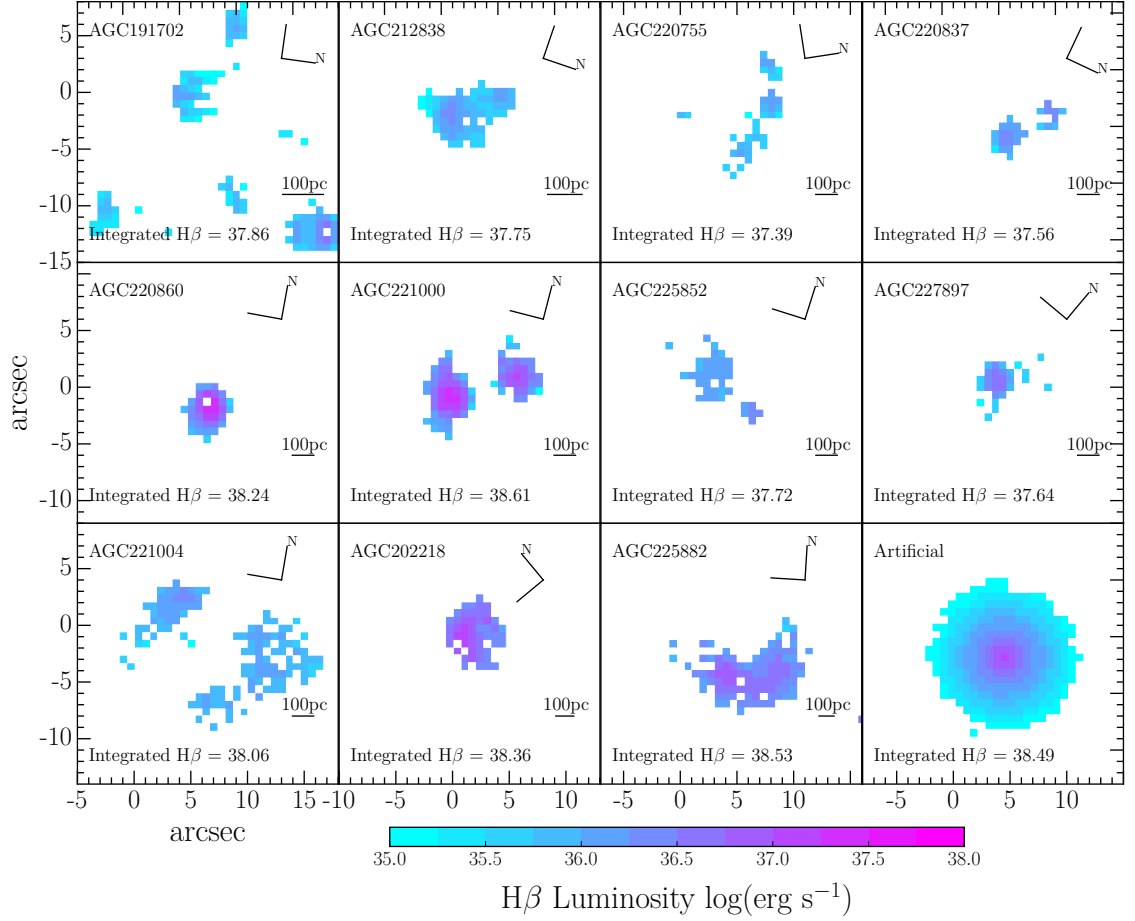 AGC191702
N
100pc
Integrated Hβ = 37.86
AGC212838
N
100pc
Integrated Hβ = 37.75
AGC220755
N
100pc
Integrated Hβ = 37.39
AGC220837
N
100pc
Integrated Hβ = 37.56
5
0
-5
-10
-15
AGC220860
N
100pc
Integrated Hβ = 38.24
AGC221000
N
100pc
Integrated Hβ = 38.61
AGC225852
N
100pc
Integrated Hβ = 37.72
AGC227897
N
100pc
Integrated Hβ = 37.64
5
0
-5
-10
arcsec
AGC221004
N
100pc
Integrated Hβ = 38.06
AGC202218
N
100pc
Integrated Hβ = 38.36
AGC225882
N
100pc
Integrated Hβ = 38.53
Artificial
Integrated Hβ = 38.49
5
0
-5
-10
-5 0 5 10 15 -10 -5 0 5 10 -5 0 5 10 -5 0 5 10
arcsec
35.0 35.5 36.0 36.5 37.0 37.5 38.0
Hβ Luminosity log(erg s⁻¹)